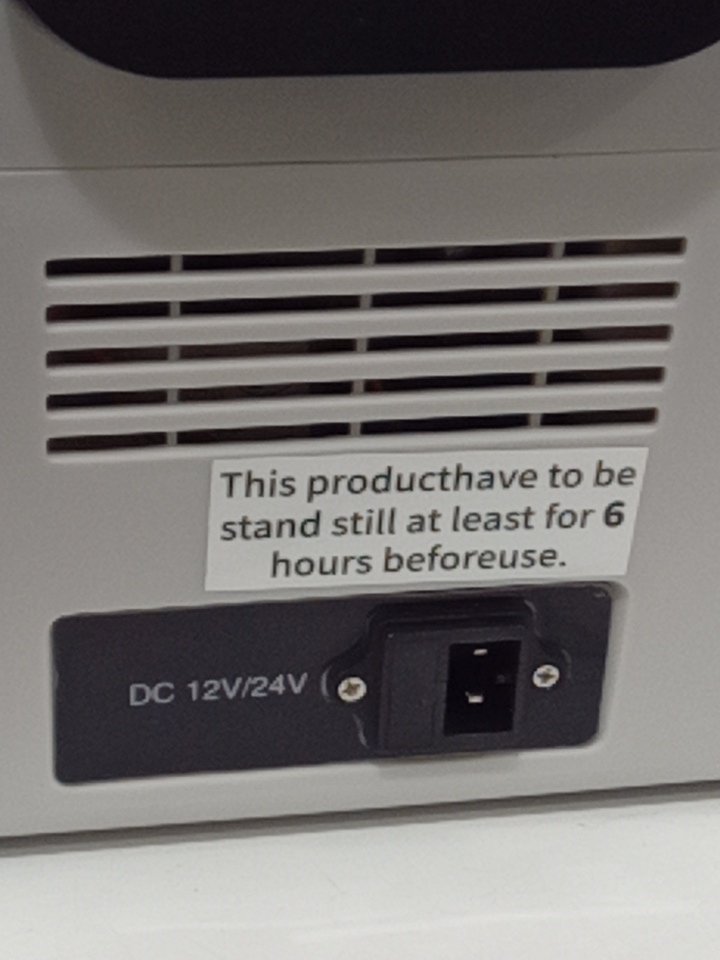 This producthave to be
stand still at least for 6
hours beforeuse.
DC 12V/24V